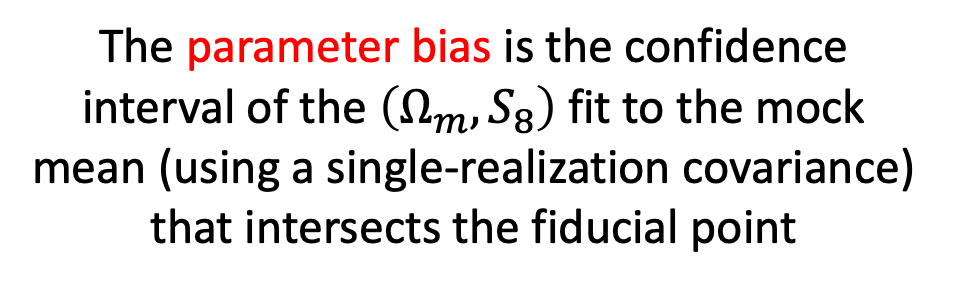 The parameter bias is the confidence
interval of the (Ωₘ, S₈) fit to the mock
mean (using a single-realization covariance)
that intersects the fiducial point